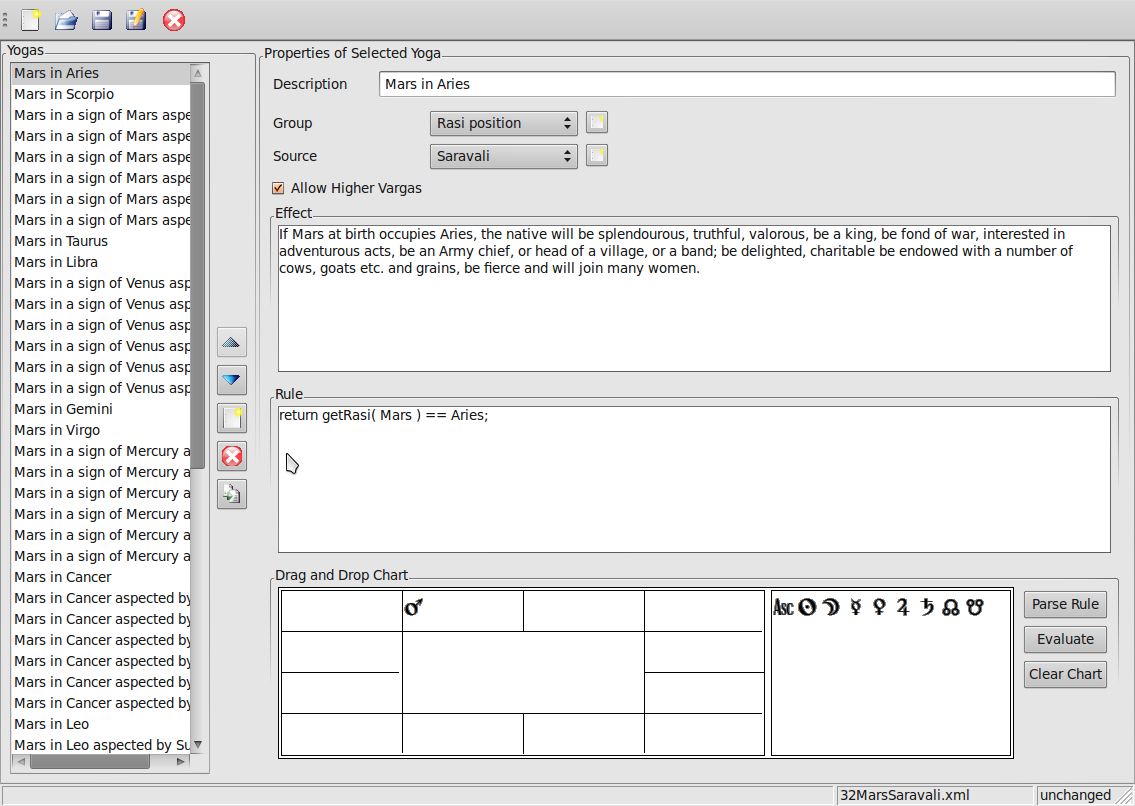 Yogas
Mars in Aries
Mars in Scorpio
Mars in a sign of Mars aspe
Mars in a sign of Mars aspe
Mars in a sign of Mars aspe
Mars in a sign of Mars aspe
Mars in a sign of Mars aspe
Mars in a sign of Mars aspe
Mars in Taurus
Mars in Libra
Mars in a sign of Venus asp
Mars in a sign of Venus asp
Mars in a sign of Venus asp
Mars in a sign of Venus asp
Mars in a sign of Venus asp
Mars in a sign of Venus asp
Mars in Gemini
Mars in Virgo
Mars in a sign of Mercury a
Mars in a sign of Mercury a
Mars in a sign of Mercury a
Mars in a sign of Mercury a
Mars in a sign of Mercury a
Mars in a sign of Mercury a
Mars in Cancer
Mars in Cancer aspected by
Mars in Cancer aspected by
Mars in Cancer aspected by
Mars in Cancer aspected by
Mars in Cancer aspected by
Mars in Cancer aspected by
Mars in Leo
Mars in Leo aspected by Su
Properties of Selected Yoga
Description Mars in Aries
Group Rasi position
Source Saravali
Allow Higher Vargas
Effect
If Mars at birth occupies Aries, the native will be splendourous, truthful, valorous, be a king, be fond of war, interested in
adventurous acts, be an Army chief, or head of a village, or a band; be delighted, charitable be endowed with a number of
cows, goats etc. and grains, be fierce and will join many women.
Rule
return getRasi( Mars ) == Aries;
Drag and Drop Chart
♂
Asc ☉ ☽ ☿ ♀ ♃ ♄ ☊ ☋
Parse Rule
Evaluate
Clear Chart
32MarsSaravali.xml
unchanged